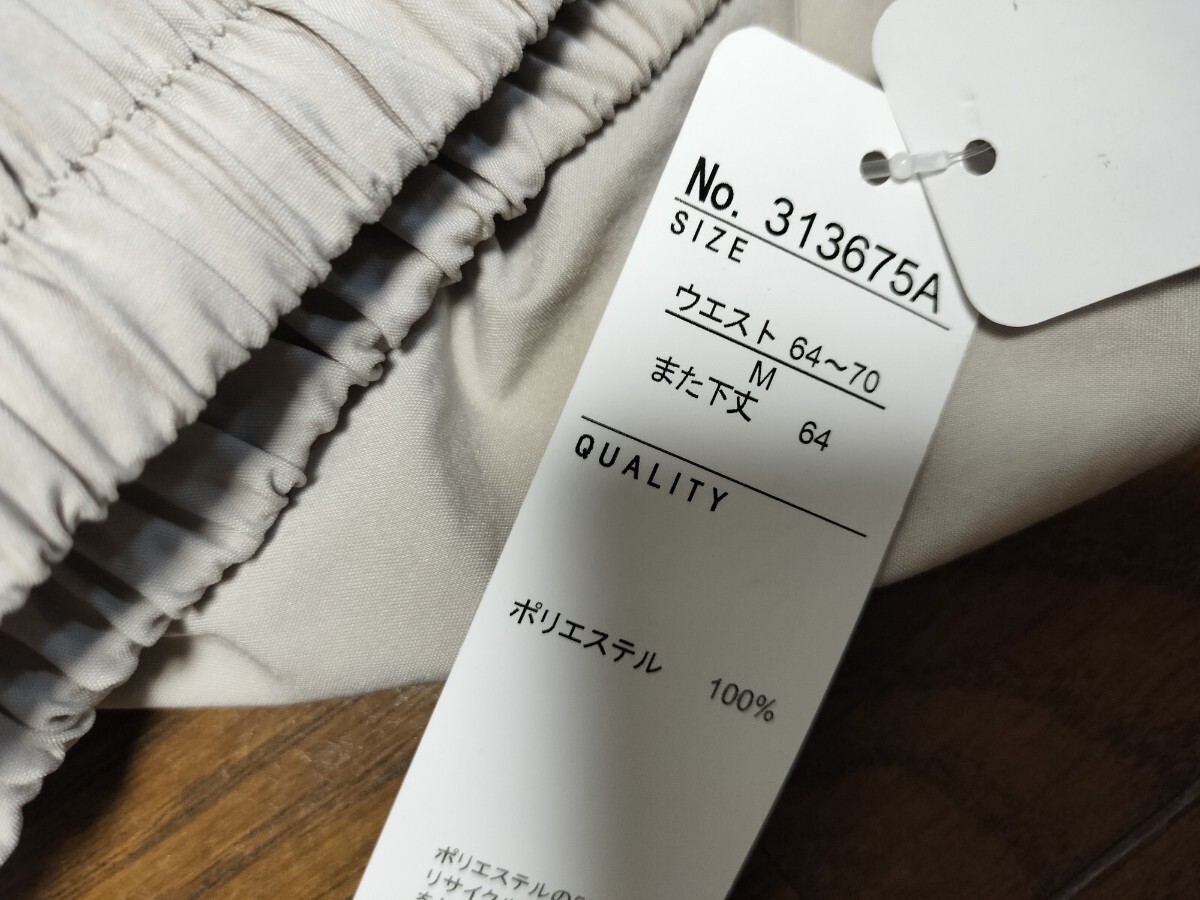 No. 313675A
SIZE
ウエスト 64～70
M
また下丈 64
QUALITY
ポリエステル 100%
ポリエステルの
リサイクル